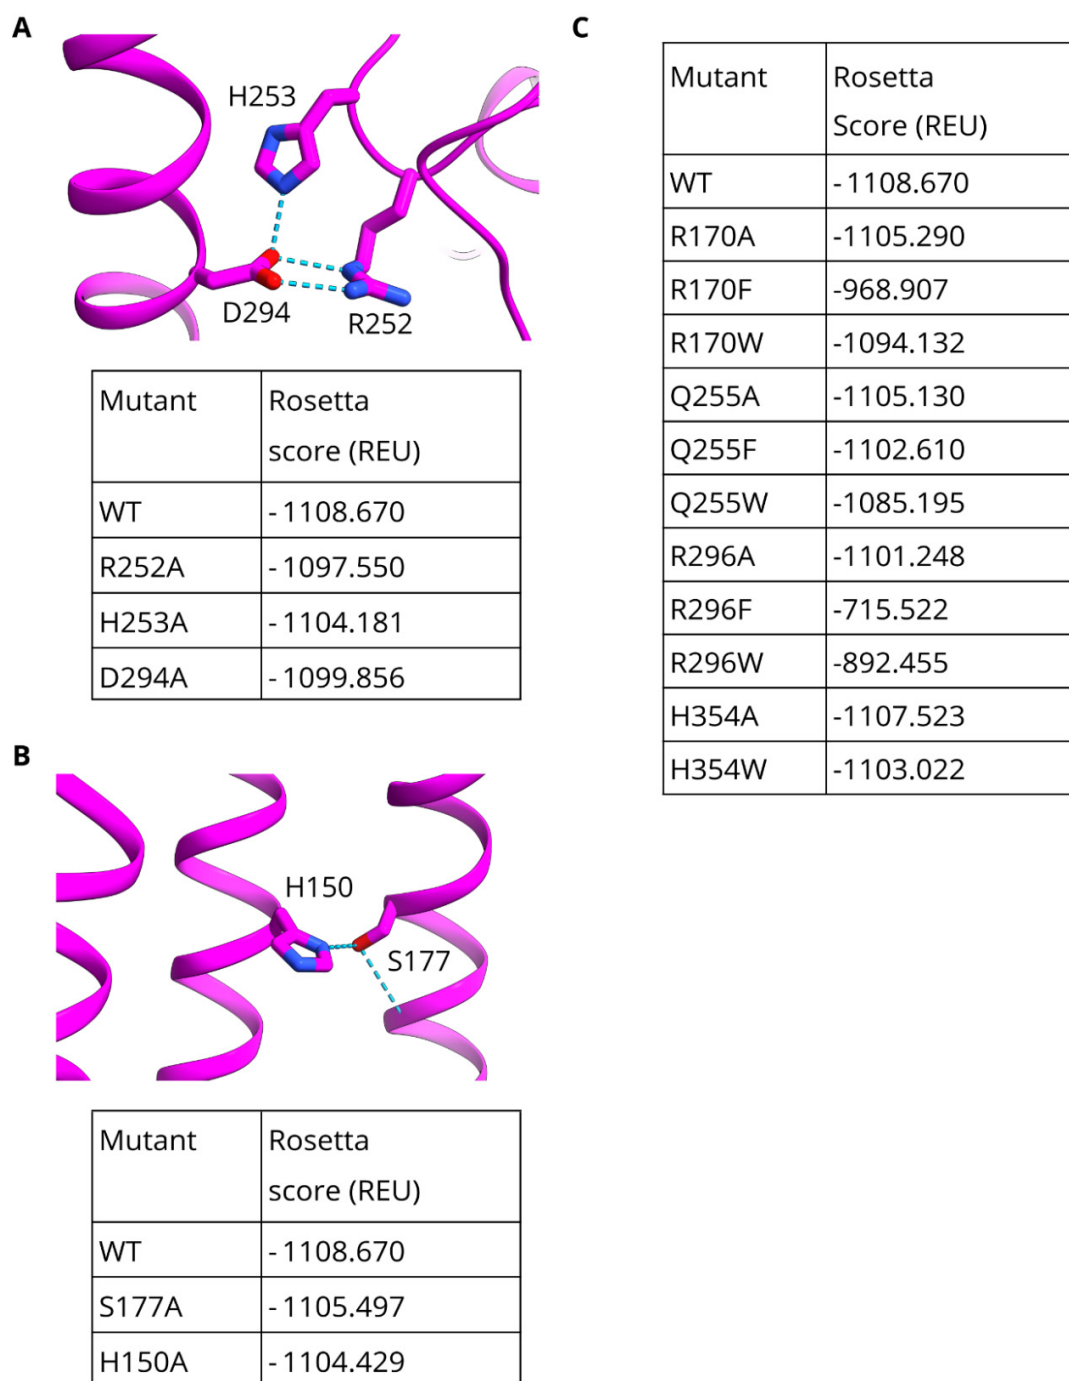 A
H253
D294
R252
Mutant Rosetta
score (REU)
WT - 1108.670
R252A - 1097.550
H253A - 1104.181
D294A - 1099.856
B
H150
S177
Mutant Rosetta
score (REU)
WT - 1108.670
S177A - 1105.497
H150A - 1104.429
C
Mutant Rosetta
Score (REU)
WT - 1108.670
R170A -1105.290
R170F -968.907
R170W -1094.132
Q255A -1105.130
Q255F -1102.610
Q255W -1085.195
R296A -1101.248
R296F -715.522
R296W -892.455
H354A -1107.523
H354W -1103.022